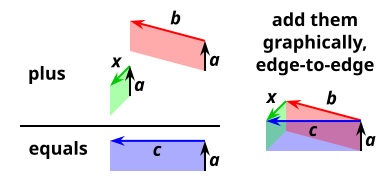 b
a
x
a
plus
equals
c
a
add them
graphically,
edge-to-edge
x
b
c
a